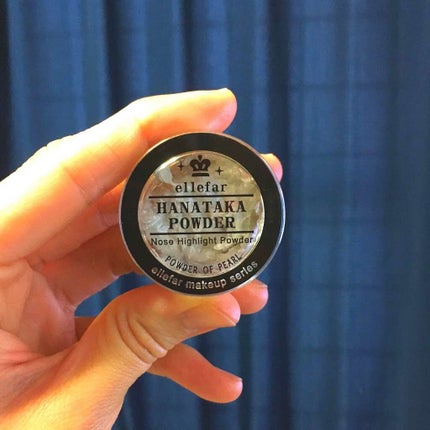 ellefar
HANATAKA
POWDER
Nose Highlight Powder
POWDER OF PEARL
ellefar makeup series